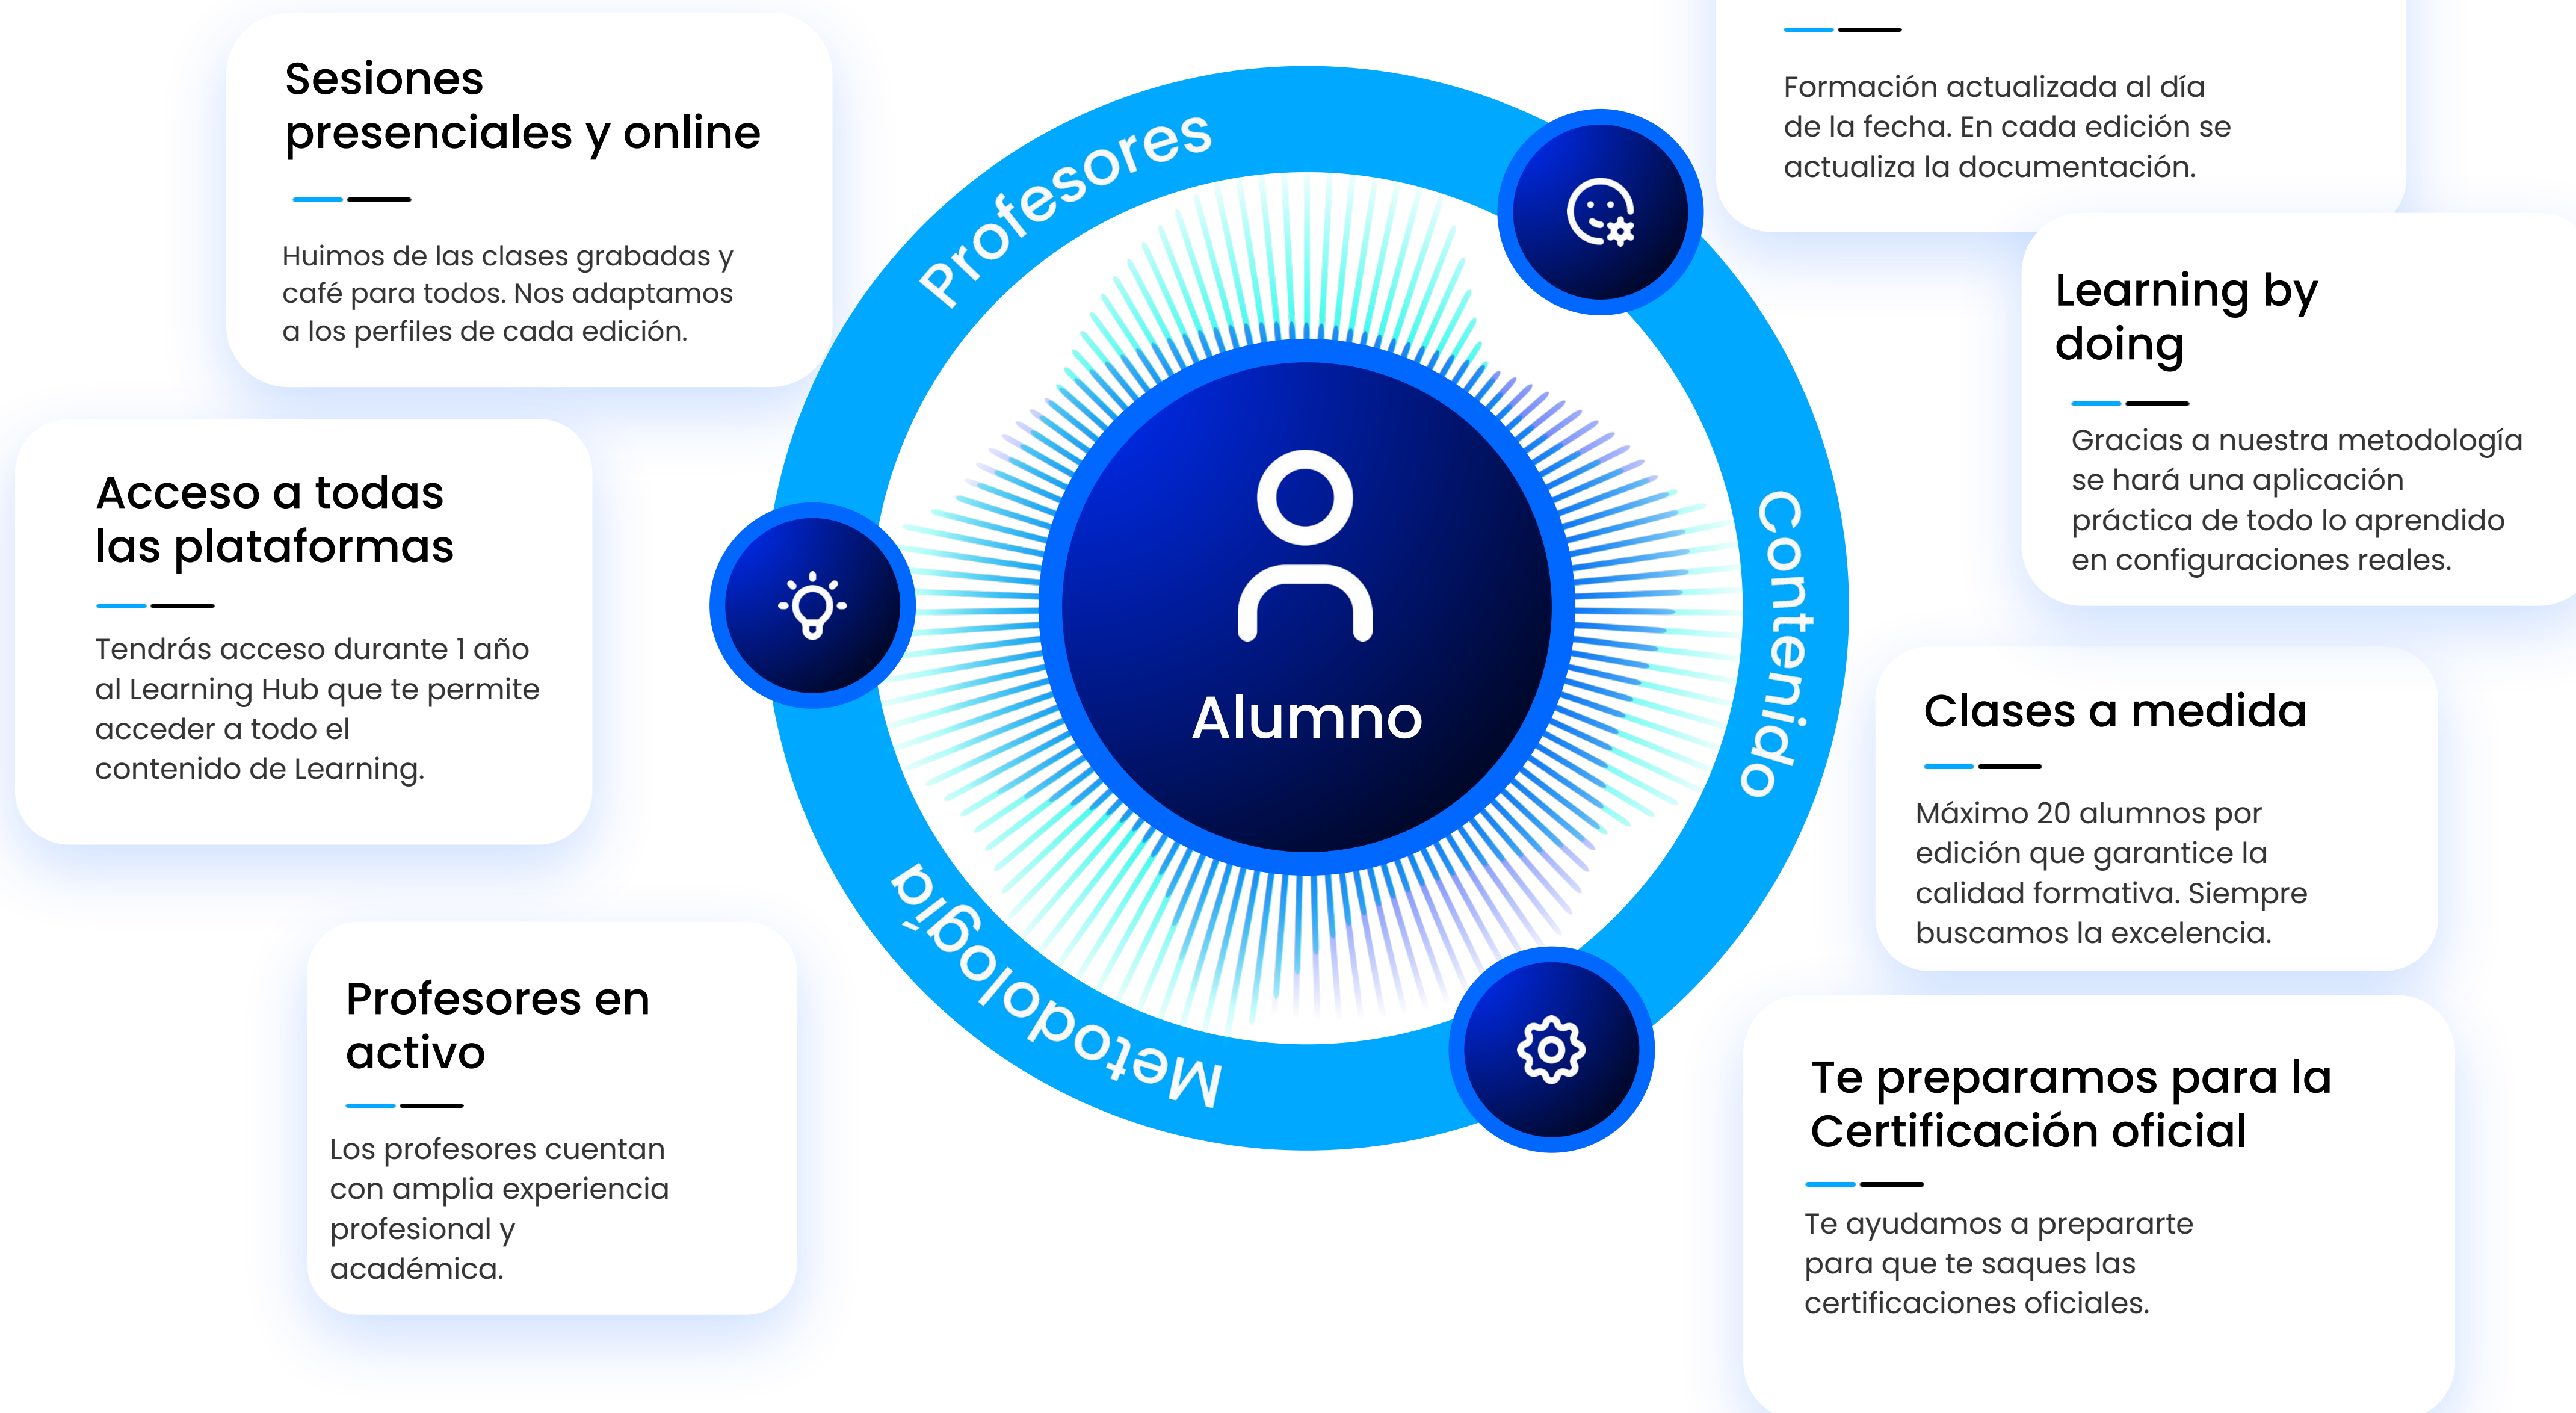 Sesiones
presenciales y online
Huimos de las clases grabadas y
café para todos. Nos adaptamos
a los perfiles de cada edición.
Acceso a todas
las plataformas
Tendrás acceso durante 1 año
al Learning Hub que te permite
acceder a todo el
contenido de Learning.
Profesores en
activo
Los profesores cuentan
con amplia experiencia
profesional y
académica.
Profesores
Contenido
Metodología
Alumno
Formación actualizada al día
de la fecha. En cada edición se
actualiza la documentación.
Learning by
doing
Gracias a nuestra metodología
se hará una aplicación
práctica de todo lo aprendido
en configuraciones reales.
Clases a medida
Máximo 20 alumnos por
edición que garantice la
calidad formativa. Siempre
buscamos la excelencia.
Te preparamos para la
Certificación oficial
Te ayudamos a prepararte
para que te saques las
certificaciones oficiales.